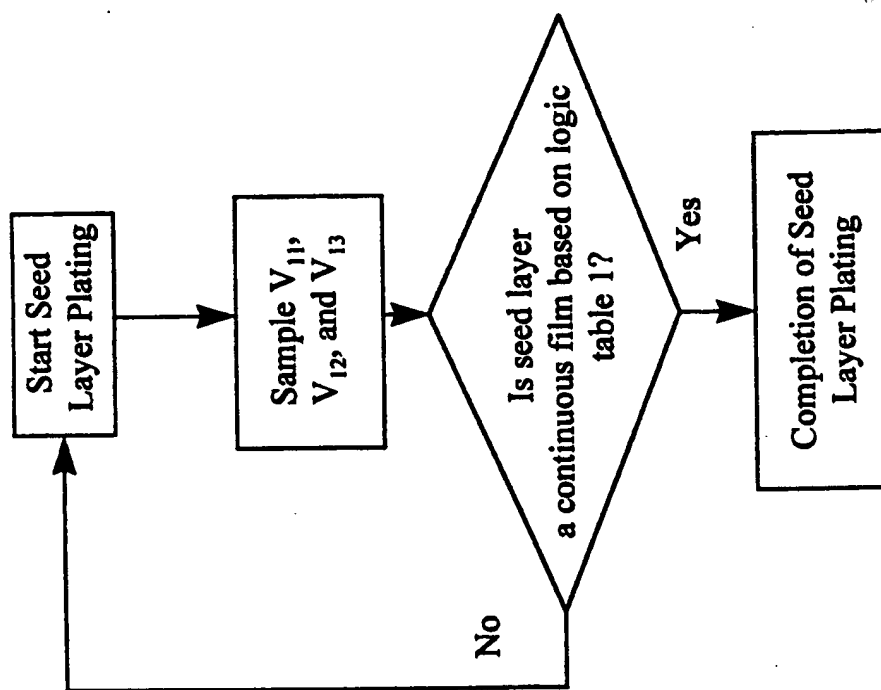 Start Seed
Layer Plating
Sample V₁₁,
V₁₂, and V₁₃
Is seed layer
a continuous film based on logic
table 1?
No
Yes
Completion of Seed
Layer Plating